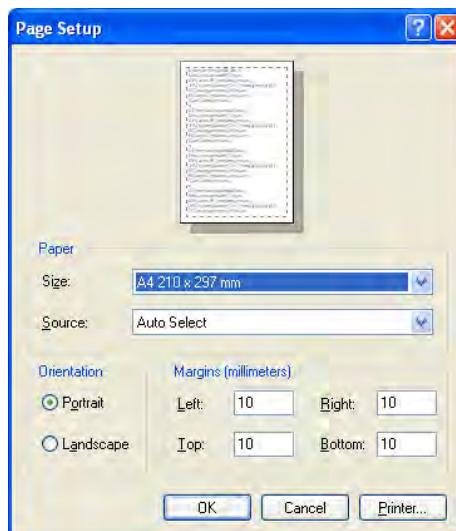 Page Setup
Paper
Size: A4 210 x 297 mm
Source: Auto Select
Orientation Margins (millimeters)
Portrait Left: 10 Right: 10
Landscape Top: 10 Bottom: 10
OK Cancel Printer...